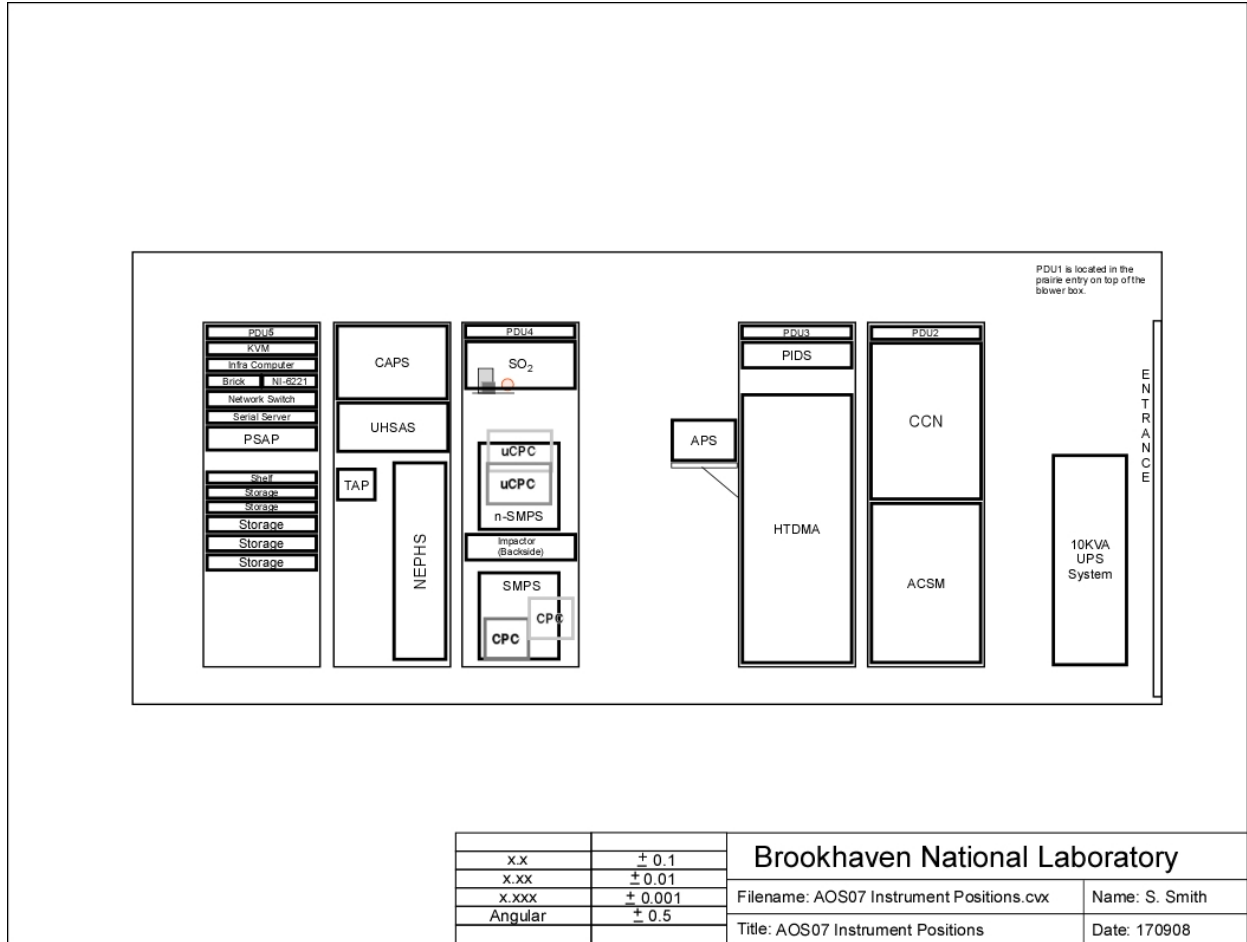 PDU1 is located in the
prairie entry on top of the
blower box.
PDU5
KVM
Infra Computer
Brick NI-6221
Network Switch
Serial Server
PSAP
Shelf
Storage
Storage
Storage
Storage
Storage
CAPS
UHSAS
TAP
NEPHS
PDU4
SO2
uCPC
uCPC
n-SMPS
Impactor
(Backside)
SMPS
CPC
CPC
APS
PDU3
PIDS
HTDMA
PDU2
CCN
ACSM
10KVA
UPS
System
ENTRANCE
x.x ± 0.1
x.xx ± 0.01
x.xxx ± 0.001
Angular ± 0.5
Brookhaven National Laboratory
Filename: AOS07 Instrument Positions.cvx Name: S. Smith
Title: AOS07 Instrument Positions Date: 170908